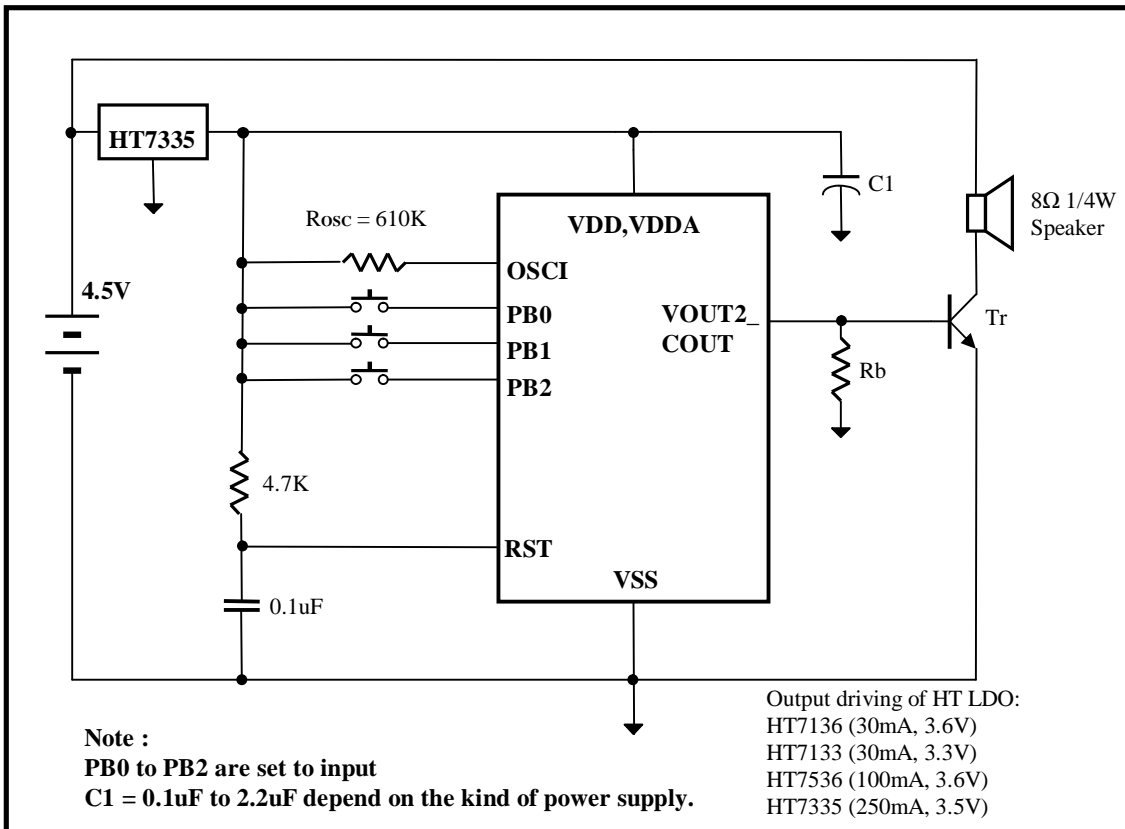 HT7335
C1
8Ω 1/4W
Speaker
Rosc = 610K
VDD,VDDA
OSCI
4.5V
PB0
PB1
PB2
VOUT2_
COUT
Tr
Rb
4.7K
RST
VSS
0.1uF
Note :
PB0 to PB2 are set to input
C1 = 0.1uF to 2.2uF depend on the kind of power supply.
Output driving of HT LDO:
HT7136 (30mA, 3.6V)
HT7133 (30mA, 3.3V)
HT7536 (100mA, 3.6V)
HT7335 (250mA, 3.5V)